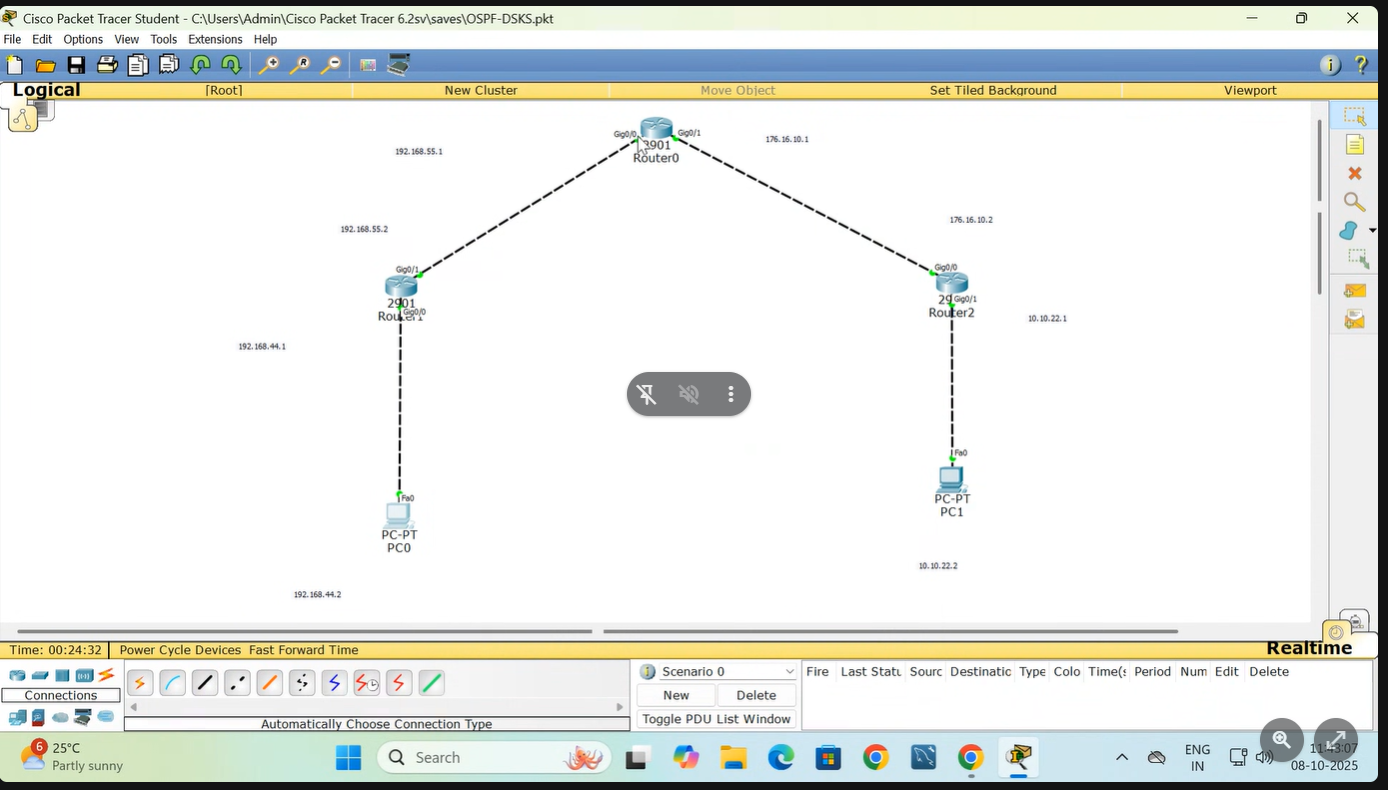 Cisco Packet Tracer Student - C:\Users\Admin\Cisco Packet Tracer 6.2sv\saves\OSPF-DSKS.pkt
File Edit Options View Tools Extensions Help
Logical [Root] New Cluster Move Object Set Tiled Background Viewport
Gig0/0 Gig0/1
176.16.10.1
192.168.55.1
3901
Router0
176.16.10.2
192.168.55.2
Gig0/1 Gig0/0
2901
Gig0/1
Gig0/0
Router2
10.10.22.1
192.168.44.1
Fa0
PC-PT
PC1
Fa0
PC-PT
PC0
10.10.22.2
192.168.44.2
Time: 00:24:32 Power Cycle Devices Fast Forward Time Realtime
Scenario 0 Fire Last Statu Sourc Destinatic Type Colo Time(s Period Num Edit Delete
Connections New Delete
Automatically Choose Connection Type Toggle PDU List Window
6 25°C
Partly sunny
Search
ENG
IN
11:43:07
08-10-2025